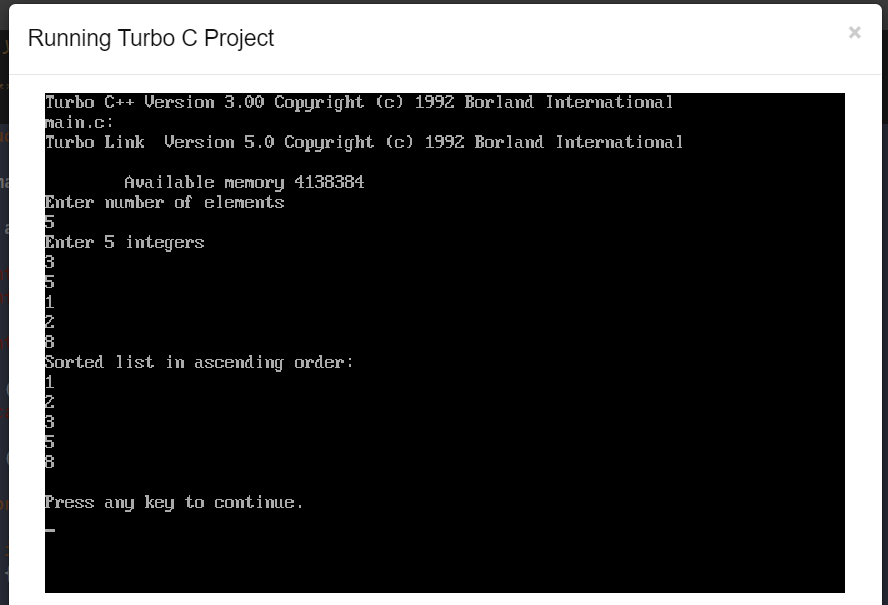 Running Turbo C Project
×
Turbo C++ Version 3.00 Copyright (c) 1992 Borland International
main.c:
Turbo Link  Version 5.0 Copyright (c) 1992 Borland International
Available memory 4138384
Enter number of elements
5
Enter 5 integers
3
5
1
2
8
Sorted list in ascending order:
1
2
3
5
8
Press any key to continue.
_